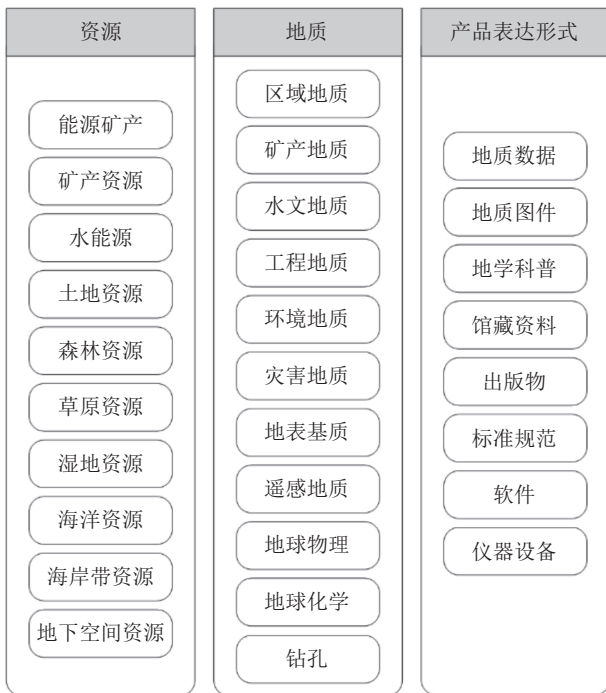 资源
能源矿产
矿产资源
水能源
土地资源
森林资源
草原资源
湿地资源
海洋资源
海岸带资源
地下空间资源
地质
区域地质
矿产地质
水文地质
工程地质
环境地质
灾害地质
地表基质
遥感地质
地球物理
地球化学
钻孔
产品表达形式
地质数据
地质图件
地学科普
馆藏资料
出版物
标准规范
软件
仪器设备